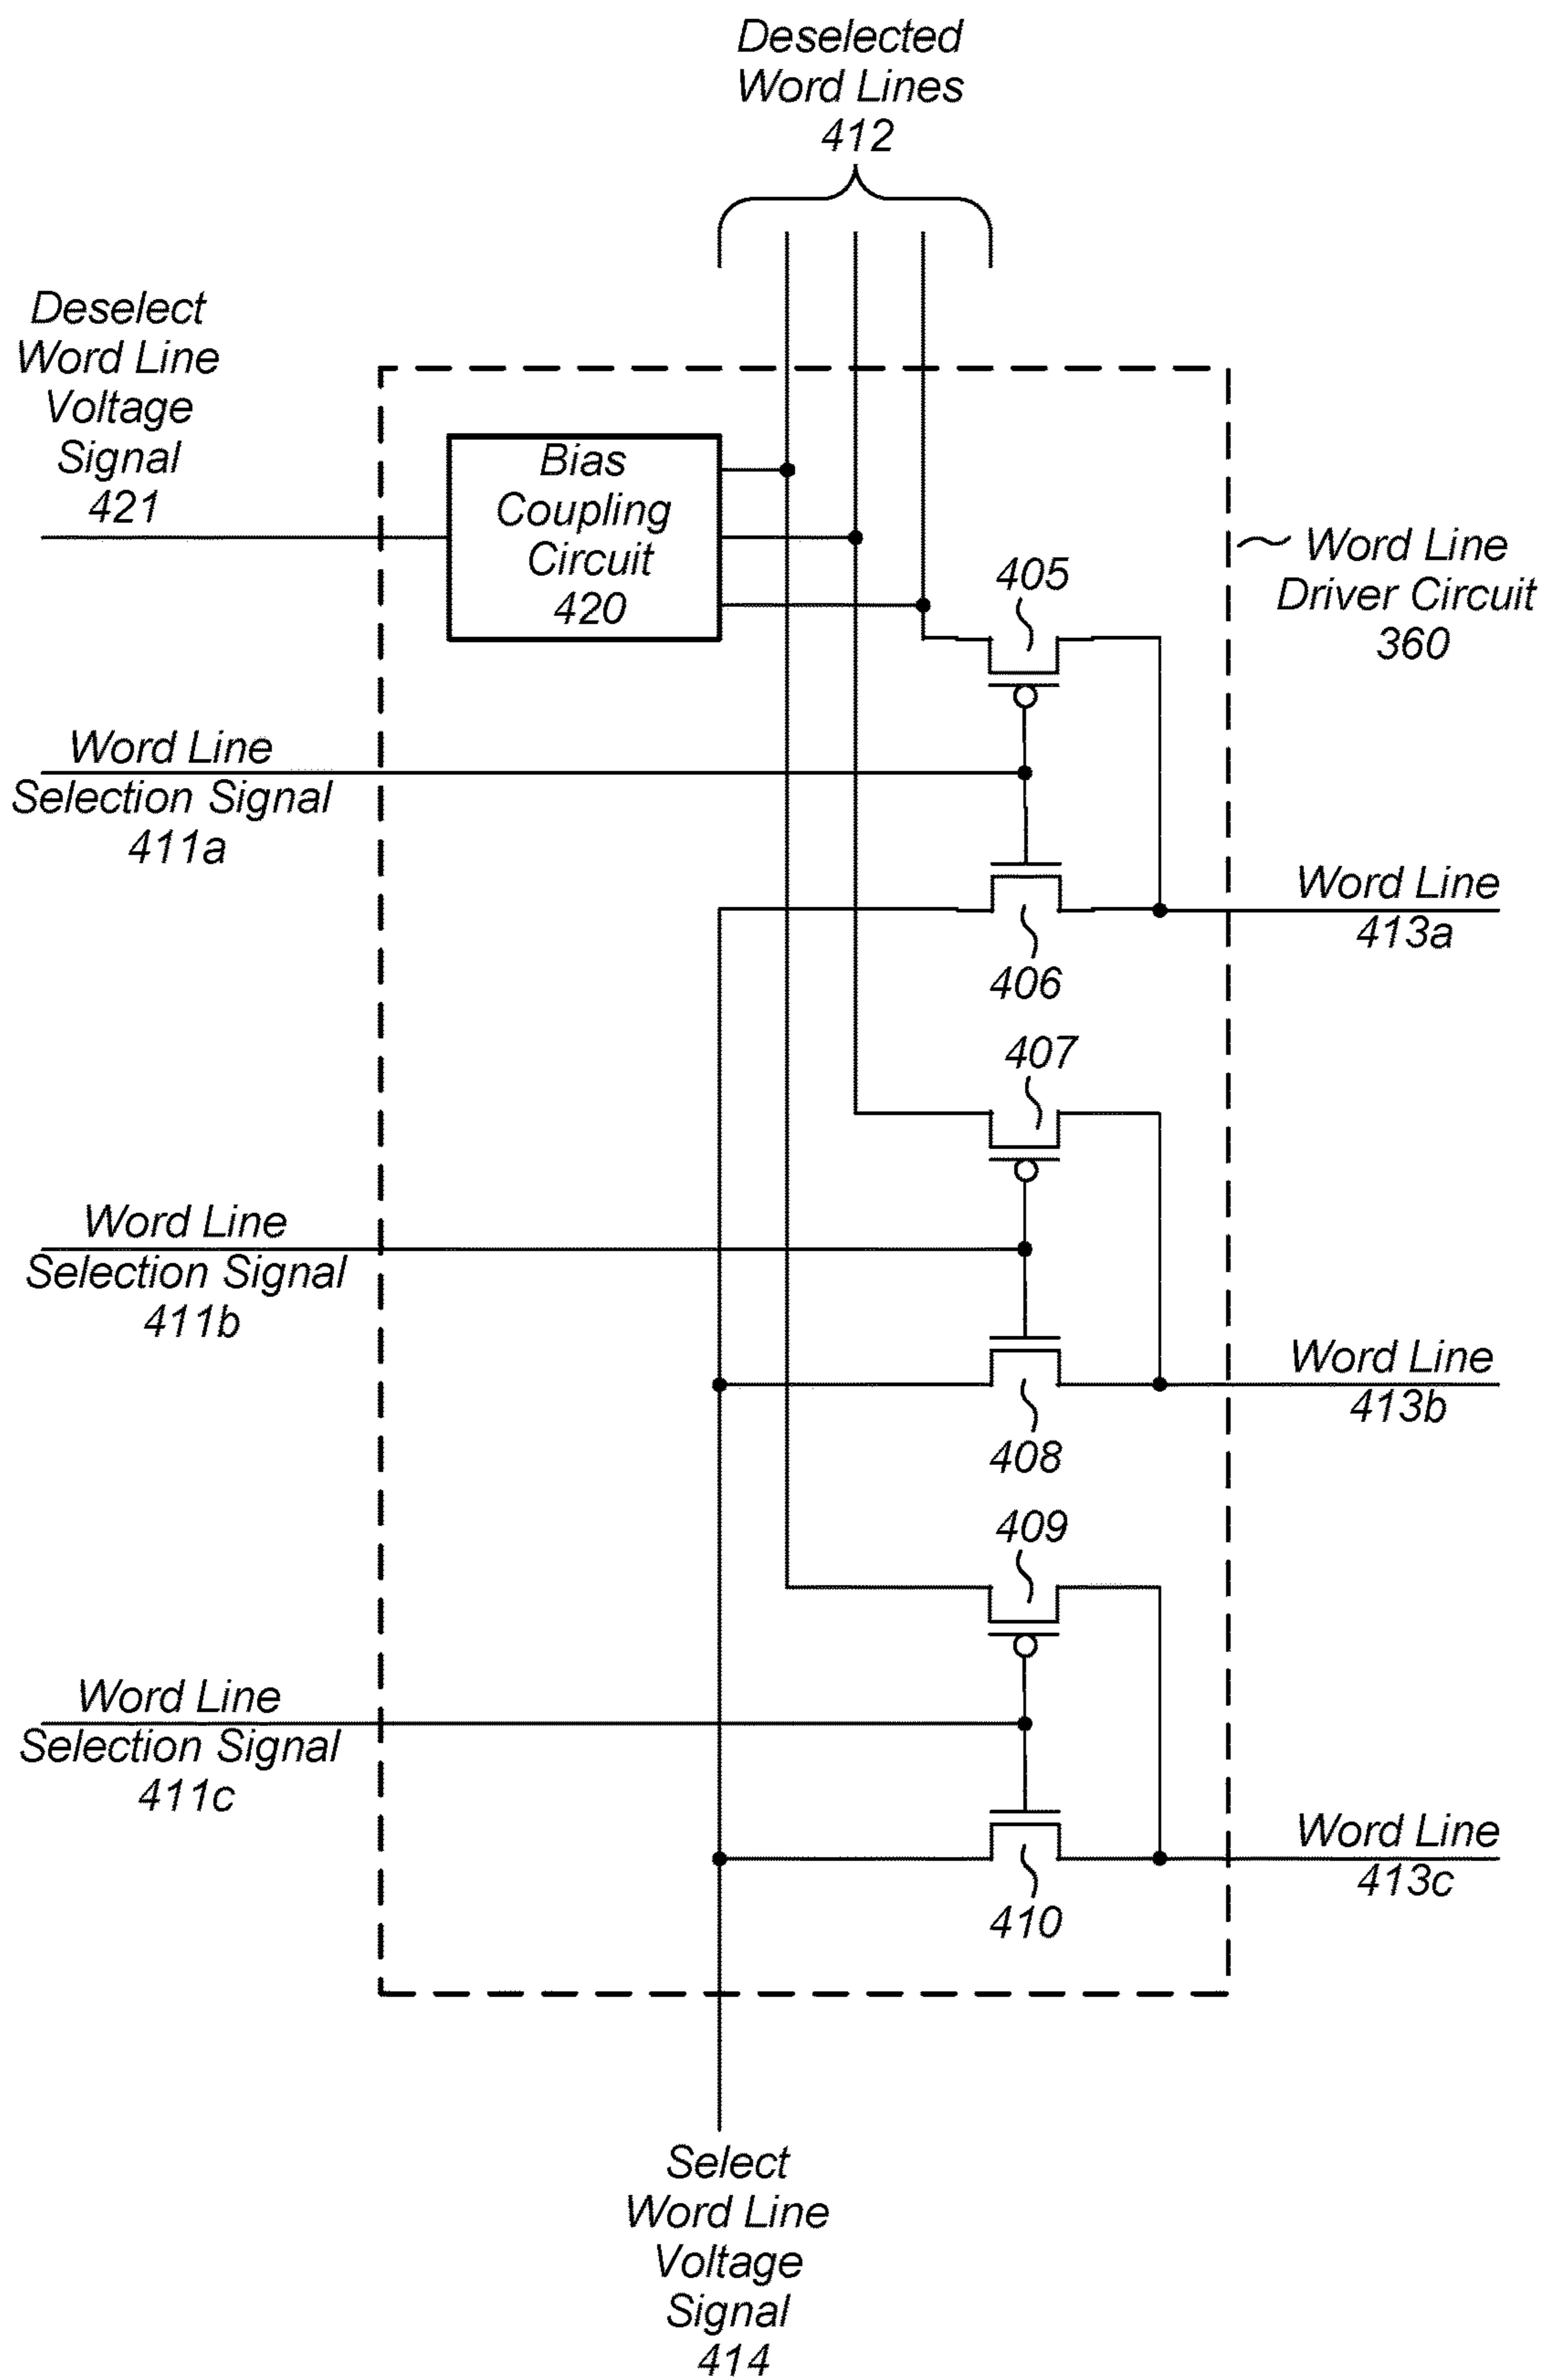 Deselected
Word Lines
412
Deselect
Word Line
Voltage
Signal
421
Bias
Coupling
Circuit
420
Word Line
Driver Circuit
360
405
Word Line
Selection Signal
411a
Word Line
413a
406
407
Word Line
Selection Signal
411b
Word Line
413b
408
409
Word Line
Selection Signal
411c
Word Line
413c
410
Select
Word Line
Voltage
Signal
414